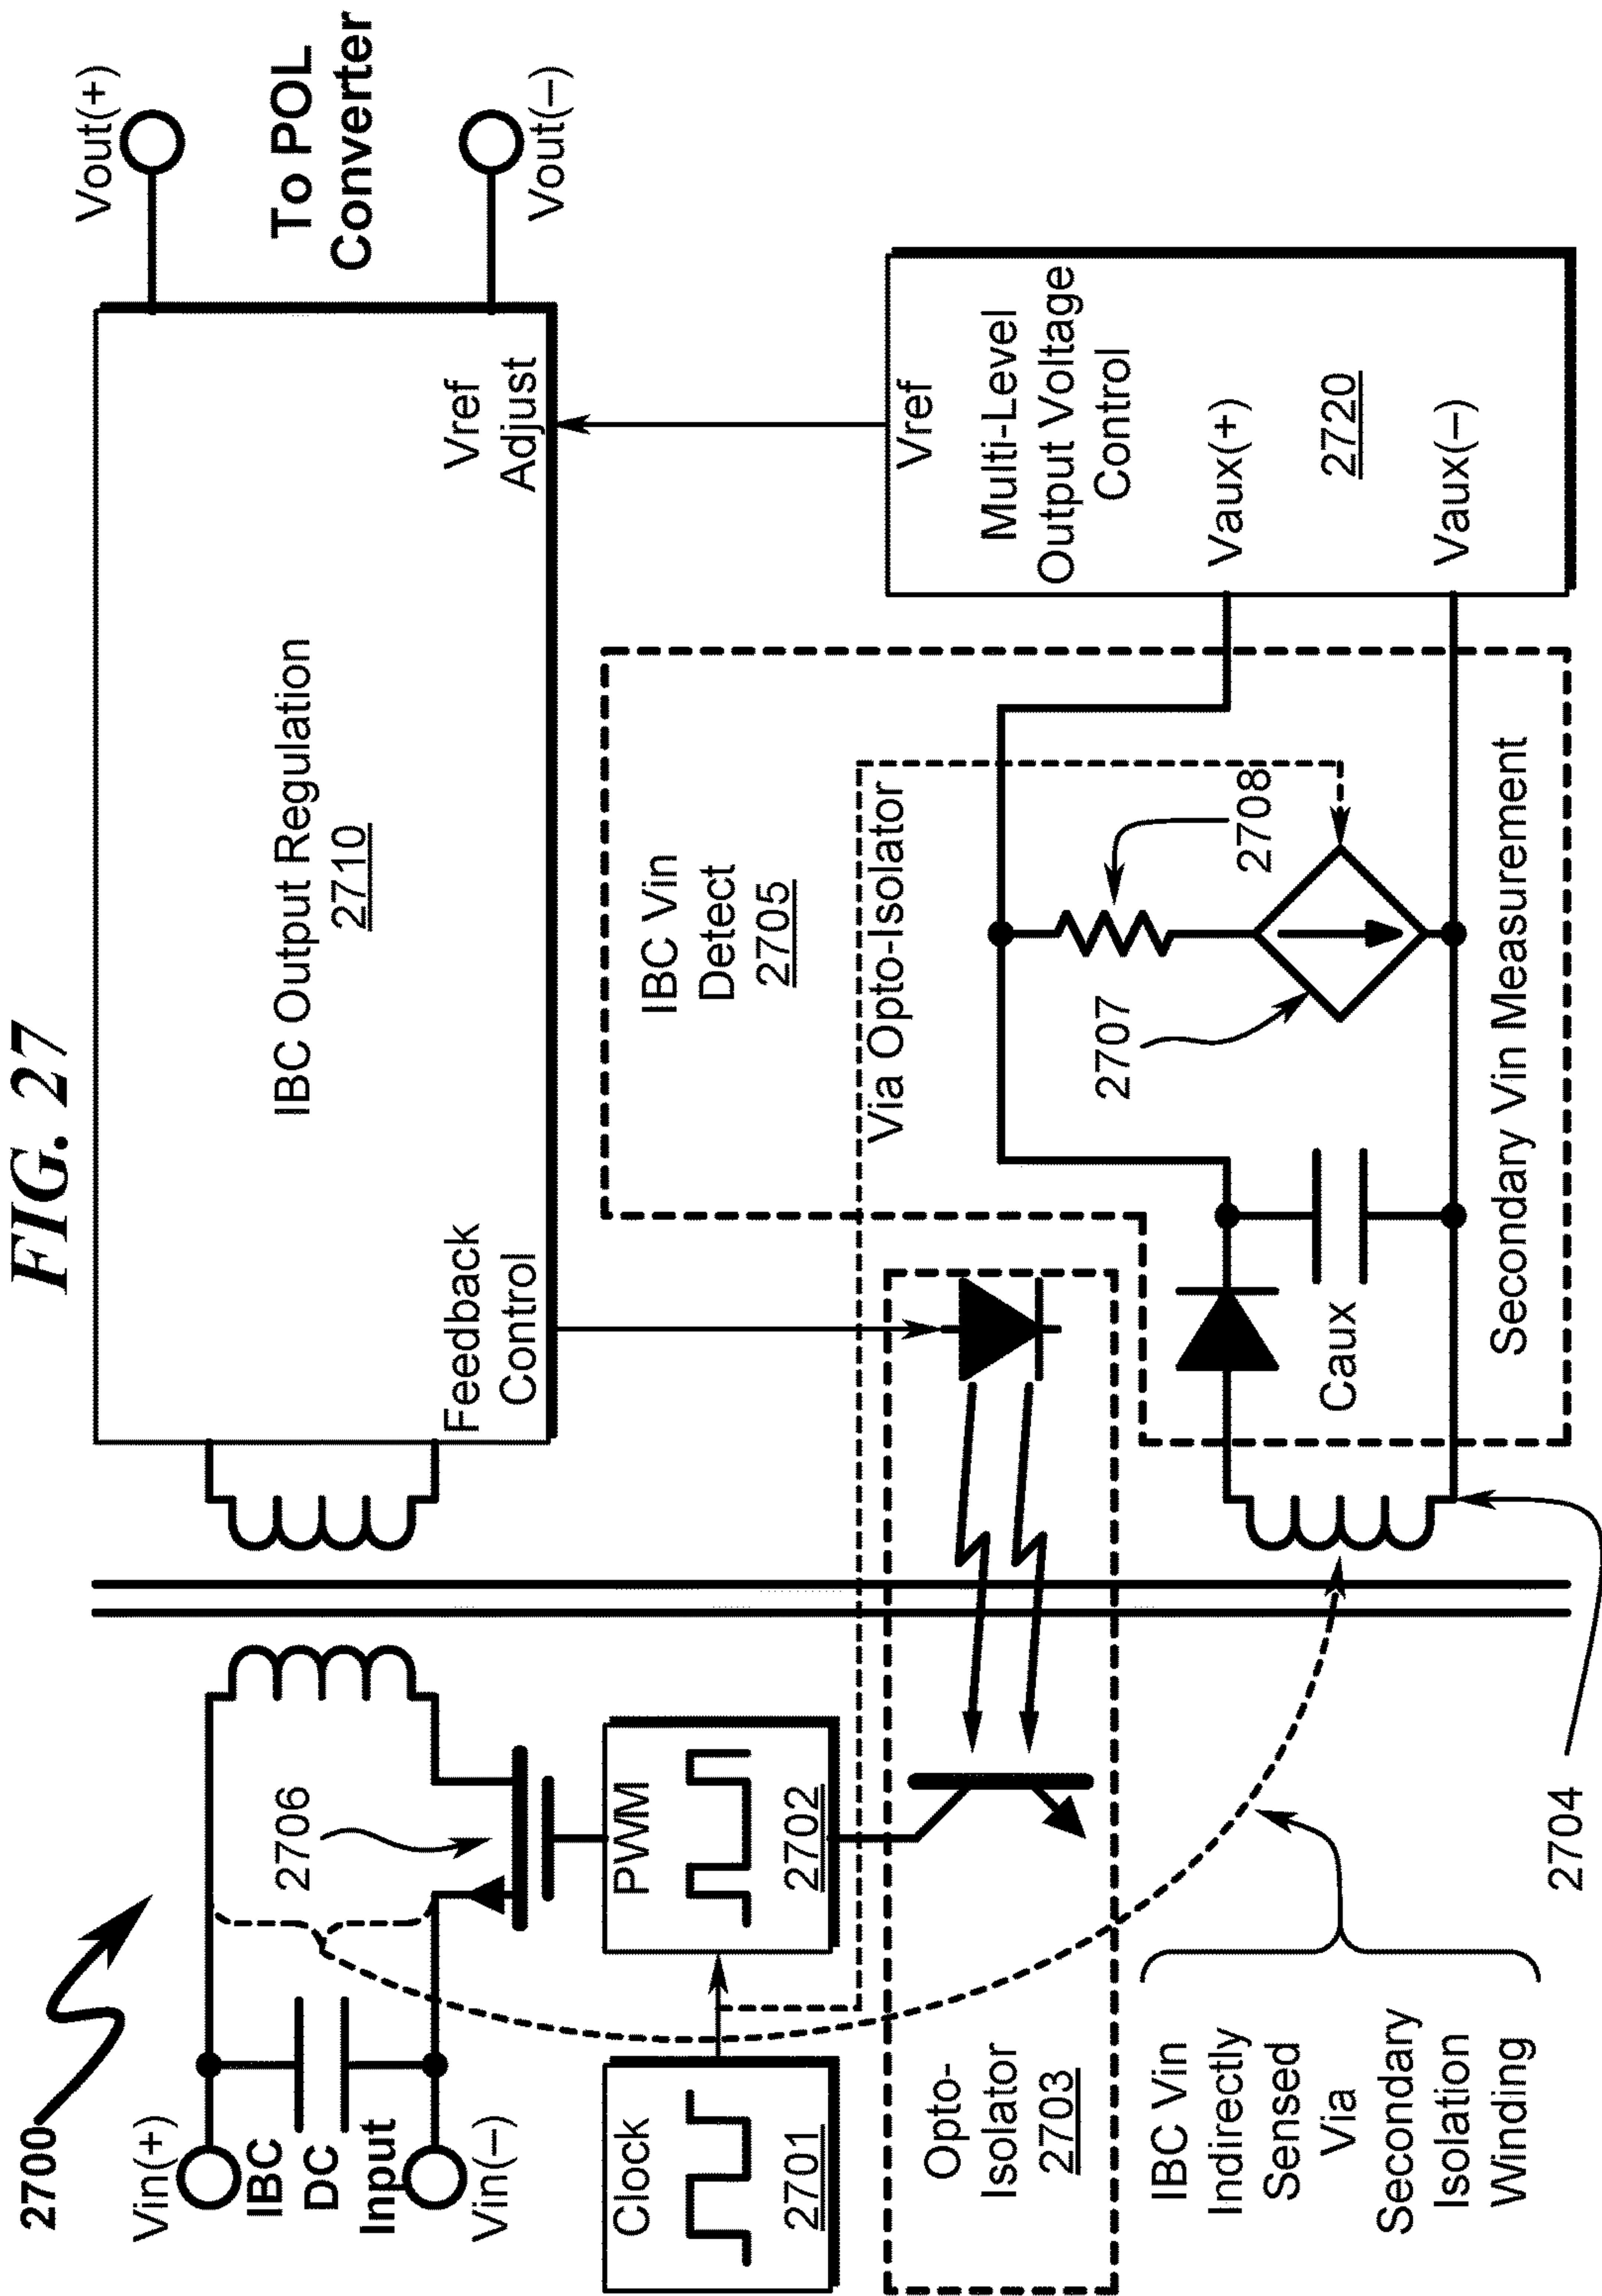 FIG. 27
2700
Vin(+)
IBC
DC
Input
Vin(–)
2706
IBC Output Regulation
2710
Feedback
Control
Vref
Adjust
Vout(+)
To POL
Converter
Vout(–)
Clock
2701
PWM
2702
Opto-
Isolator
2703
IBC Vin
Detect
2705
Via Opto-Isolator
2707
2708
Caux
Secondary Vin Measurement
Vref
Multi-Level
Output Voltage
Control
Vaux(+)
2720
Vaux(–)
IBC Vin
Indirectly
Sensed
Via
Secondary
Isolation
Winding
2704